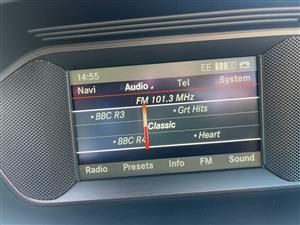 14:55 EE
Navi Audio Tel System
FM 101.3 MHz
BBC R3 Grt Hits
Classic
BBC R4 Heart
Radio Presets Info FM Sound